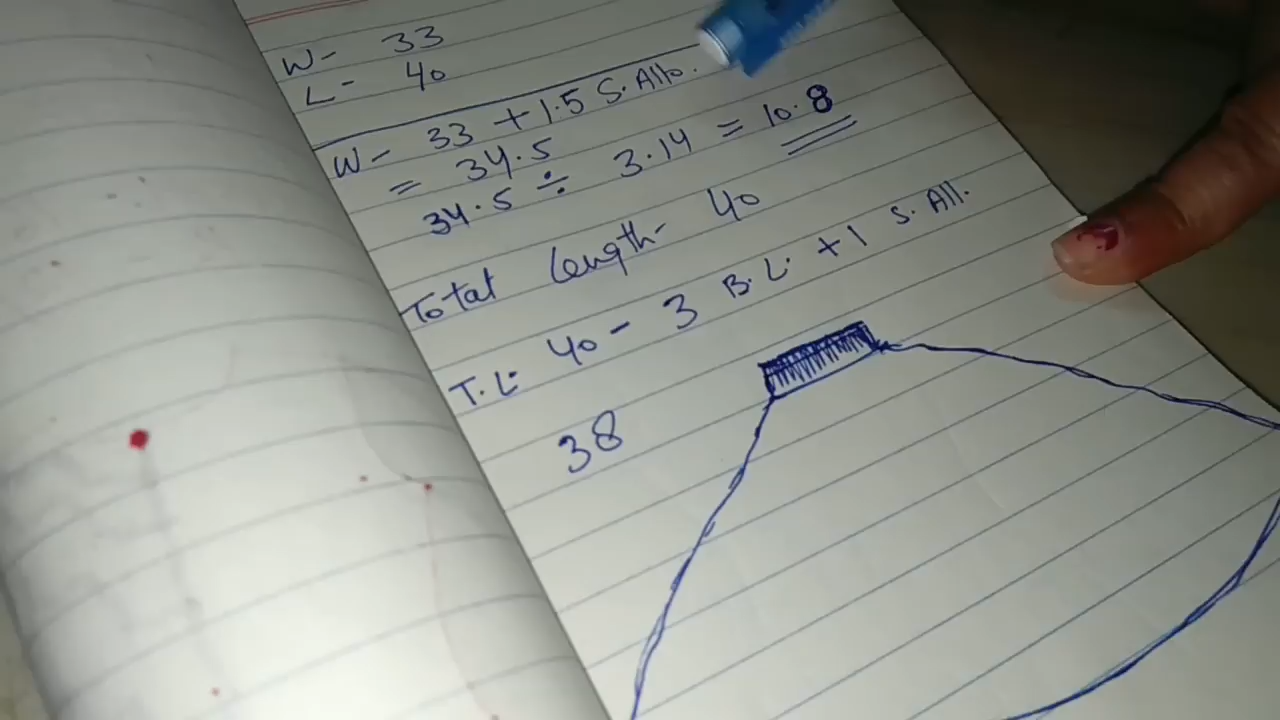 W- 33
L- 40
W- 33 + 1.5 S. Allo.
= 34.5
34.5 ÷ 3.14 = 10.8
Total length- 40
T.L. 40 - 3 B.L. + 1 S. All.
38